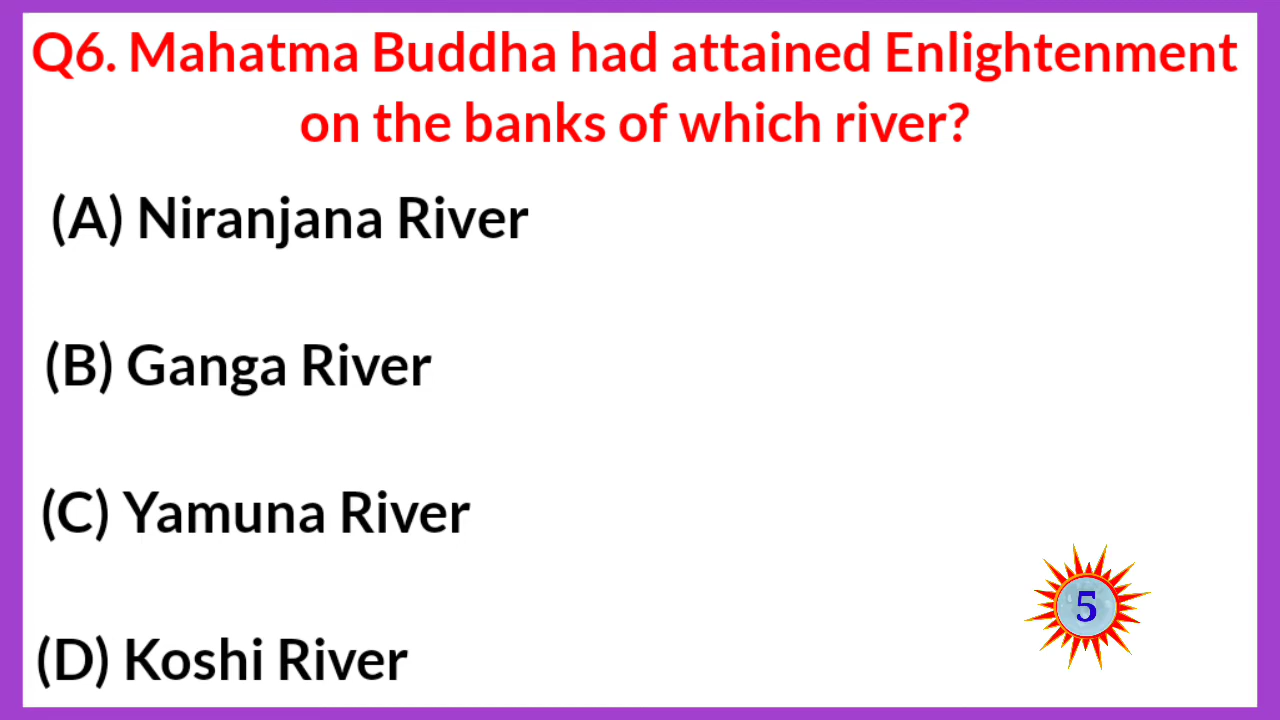 Q6. Mahatma Buddha had attained Enlightenment
on the banks of which river?
(A) Niranjana River
(B) Ganga River
(C) Yamuna River
(D) Koshi River
5